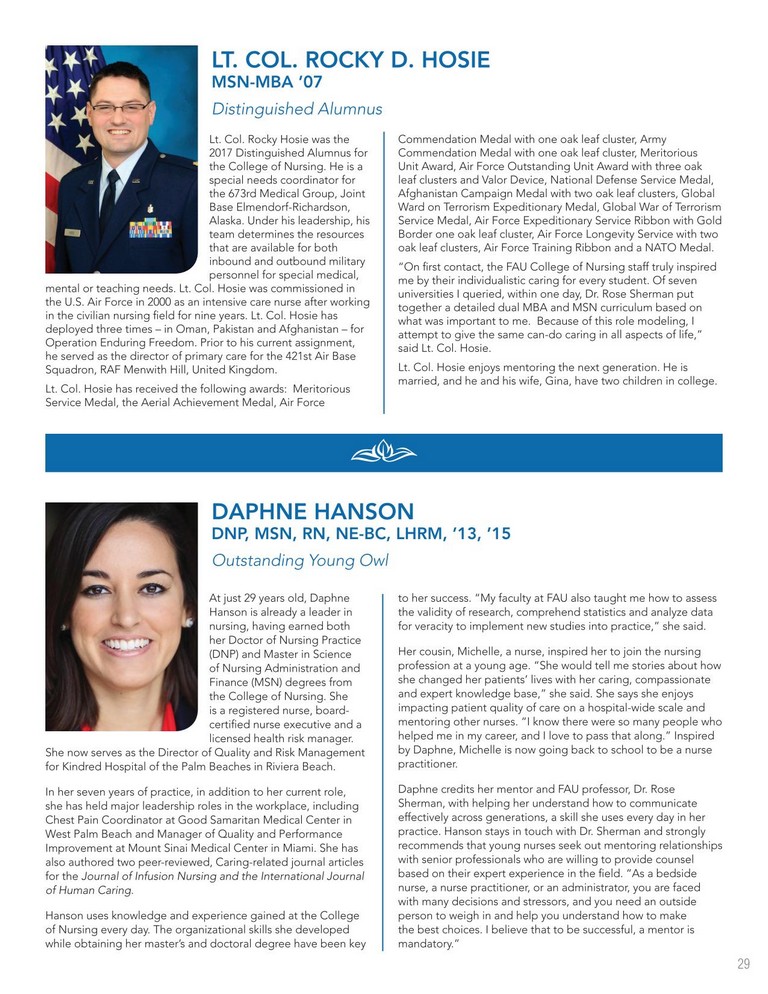 LT. COL. ROCKY D. HOSIE
MSN-MBA ’07
Distinguished Alumnus
Lt. Col. Rocky Hosie was the
2017 Distinguished Alumnus for
the College of Nursing. He is a
special needs coordinator for
the 673rd Medical Group, Joint
Base Elmendorf-Richardson,
Alaska. Under his leadership, his
team determines the resources
that are available for both
inbound and outbound military
personnel for special medical,
mental or teaching needs. Lt. Col. Hosie was commissioned in
the U.S. Air Force in 2000 as an intensive care nurse after working
in the civilian nursing field for nine years. Lt. Col. Hosie has
deployed three times – in Oman, Pakistan and Afghanistan – for
Operation Enduring Freedom. Prior to his current assignment,
he served as the director of primary care for the 421st Air Base
Squadron, RAF Menwith Hill, United Kingdom.
Lt. Col. Hosie has received the following awards:  Meritorious
Service Medal, the Aerial Achievement Medal, Air Force
Commendation Medal with one oak leaf cluster, Army
Commendation Medal with one oak leaf cluster, Meritorious
Unit Award, Air Force Outstanding Unit Award with three oak
leaf clusters and Valor Device, National Defense Service Medal,
Afghanistan Campaign Medal with two oak leaf clusters, Global
Ward on Terrorism Expeditionary Medal, Global War of Terrorism
Service Medal, Air Force Expeditionary Service Ribbon with Gold
Border one oak leaf cluster, Air Force Longevity Service with two
oak leaf clusters, Air Force Training Ribbon and a NATO Medal.
“On first contact, the FAU College of Nursing staff truly inspired
me by their individualistic caring for every student. Of seven
universities I queried, within one day, Dr. Rose Sherman put
together a detailed dual MBA and MSN curriculum based on
what was important to me.  Because of this role modeling, I
attempt to give the same can-do caring in all aspects of life,”
said Lt. Col. Hosie.
Lt. Col. Hosie enjoys mentoring the next generation. He is
married, and he and his wife, Gina, have two children in college.
DAPHNE HANSON
DNP, MSN, RN, NE-BC, LHRM, ’13, ’15
Outstanding Young Owl
At just 29 years old, Daphne
Hanson is already a leader in
nursing, having earned both
her Doctor of Nursing Practice
(DNP) and Master in Science
of Nursing Administration and
Finance (MSN) degrees from
the College of Nursing. She
is a registered nurse, board-
certified nurse executive and a
licensed health risk manager.
She now serves as the Director of Quality and Risk Management
for Kindred Hospital of the Palm Beaches in Riviera Beach.
In her seven years of practice, in addition to her current role,
she has held major leadership roles in the workplace, including
Chest Pain Coordinator at Good Samaritan Medical Center in
West Palm Beach and Manager of Quality and Performance
Improvement at Mount Sinai Medical Center in Miami. She has
also authored two peer-reviewed, Caring-related journal articles
for the Journal of Infusion Nursing and the International Journal
of Human Caring.
Hanson uses knowledge and experience gained at the College
of Nursing every day. The organizational skills she developed
while obtaining her master’s and doctoral degree have been key
to her success. “My faculty at FAU also taught me how to assess
the validity of research, comprehend statistics and analyze data
for veracity to implement new studies into practice,” she said.
Her cousin, Michelle, a nurse, inspired her to join the nursing
profession at a young age. “She would tell me stories about how
she changed her patients’ lives with her caring, compassionate
and expert knowledge base,” she said. She says she enjoys
impacting patient quality of care on a hospital-wide scale and
mentoring other nurses. “I know there were so many people who
helped me in my career, and I love to pass that along.” Inspired
by Daphne, Michelle is now going back to school to be a nurse
practitioner.
Daphne credits her mentor and FAU professor, Dr. Rose
Sherman, with helping her understand how to communicate
effectively across generations, a skill she uses every day in her
practice. Hanson stays in touch with Dr. Sherman and strongly
recommends that young nurses seek out mentoring relationships
with senior professionals who are willing to provide counsel
based on their expert experience in the field. “As a bedside
nurse, a nurse practitioner, or an administrator, you are faced
with many decisions and stressors, and you need an outside
person to weigh in and help you understand how to make
the best choices. I believe that to be successful, a mentor is
mandatory.”
29